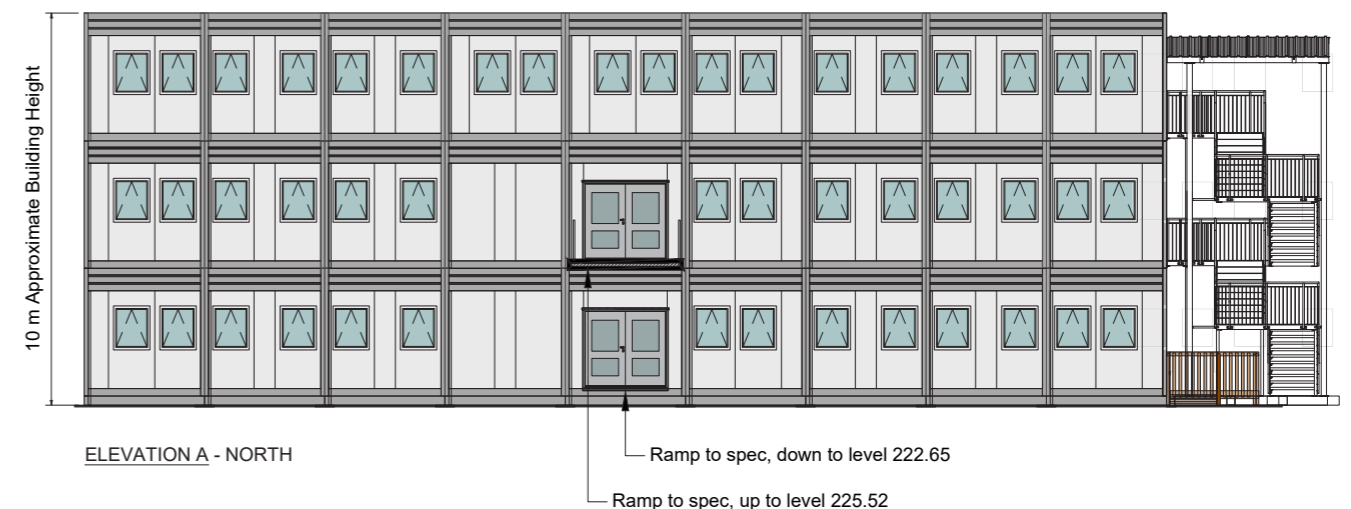 10 m Approximate Building Height
ELEVATION A - NORTH
Ramp to spec, down to level 222.65
Ramp to spec, up to level 225.52